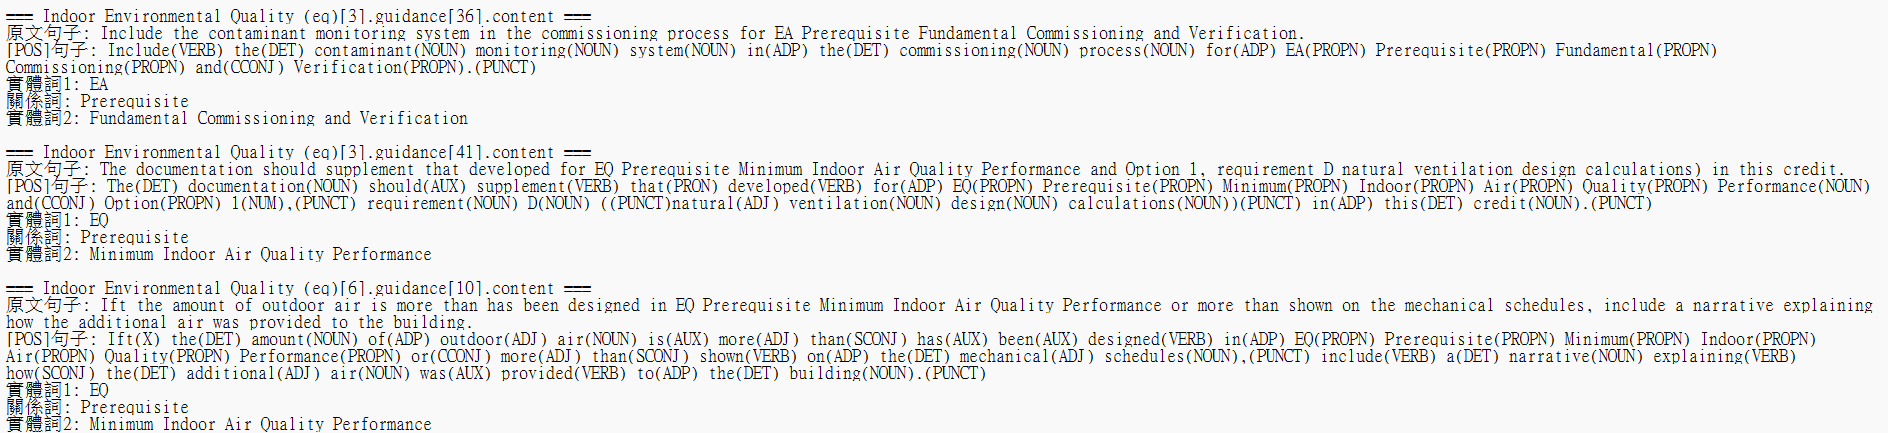 === Indoor Environmental Quality (eq)[3].guidance[36].content ===
原文句子: Include the contaminant monitoring system in the commissioning process for EA Prerequisite Fundamental Commissioning and Verification.
[POS]句子: Include(VERB) the(DET) contaminant(NOUN) monitoring(NOUN) system(NOUN) in(ADP) the(DET) commissioning(NOUN) process(NOUN) for(ADP) EA(PROPN) Prerequisite(PROPN) Fundamental(PROPN)
Commissioning(PROPN) and(CCONJ) Verification(PROPN).(PUNCT)
實體詞1: EA
關係詞: Prerequisite
實體詞2: Fundamental Commissioning and Verification
=== Indoor Environmental Quality (eq)[3].guidance[41].content ===
原文句子: The documentation should supplement that developed for EQ Prerequisite Minimum Indoor Air Quality Performance and Option 1, requirement D natural ventilation design calculations) in this credit.
[POS]句子: The(DET) documentation(NOUN) should(AUX) supplement(VERB) that(PRON) developed(VERB) for(ADP) EQ(PROPN) Prerequisite(PROPN) Minimum(PROPN) Indoor(PROPN) Air(PROPN) Quality(PROPN) Performance(NOUN)
and(CCONJ) Option(PROPN) 1(NUM),(PUNCT) requirement(NOUN) D(NOUN) ((PUNCT)natural(ADJ) ventilation(NOUN) design(NOUN) calculations(NOUN))(PUNCT) in(ADP) this(DET) credit(NOUN).(PUNCT)
實體詞1: EQ
關係詞: Prerequisite
實體詞2: Minimum Indoor Air Quality Performance
=== Indoor Environmental Quality (eq)[6].guidance[10].content ===
原文句子: Ift the amount of outdoor air is more than has been designed in EQ Prerequisite Minimum Indoor Air Quality Performance or more than shown on the mechanical schedules, include a narrative explaining
how the additional air was provided to the building.
[POS]句子: Ift(X) the(DET) amount(NOUN) of(ADP) outdoor(ADJ) air(NOUN) is(AUX) more(ADJ) than(SCONJ) has(AUX) been(AUX) designed(VERB) in(ADP) EQ(PROPN) Prerequisite(PROPN) Minimum(PROPN) Indoor(PROPN)
Air(PROPN) Quality(PROPN) Performance(PROPN) or(CCONJ) more(ADJ) than(SCONJ) shown(VERB) on(ADP) the(DET) mechanical(ADJ) schedules(NOUN),(PUNCT) include(VERB) a(DET) narrative(NOUN) explaining(VERB)
how(SCONJ) the(DET) additional(ADJ) air(NOUN) was(AUX) provided(VERB) to(ADP) the(DET) building(NOUN).(PUNCT)
實體詞1: EQ
關係詞: Prerequisite
實體詞2: Minimum Indoor Air Quality Performance